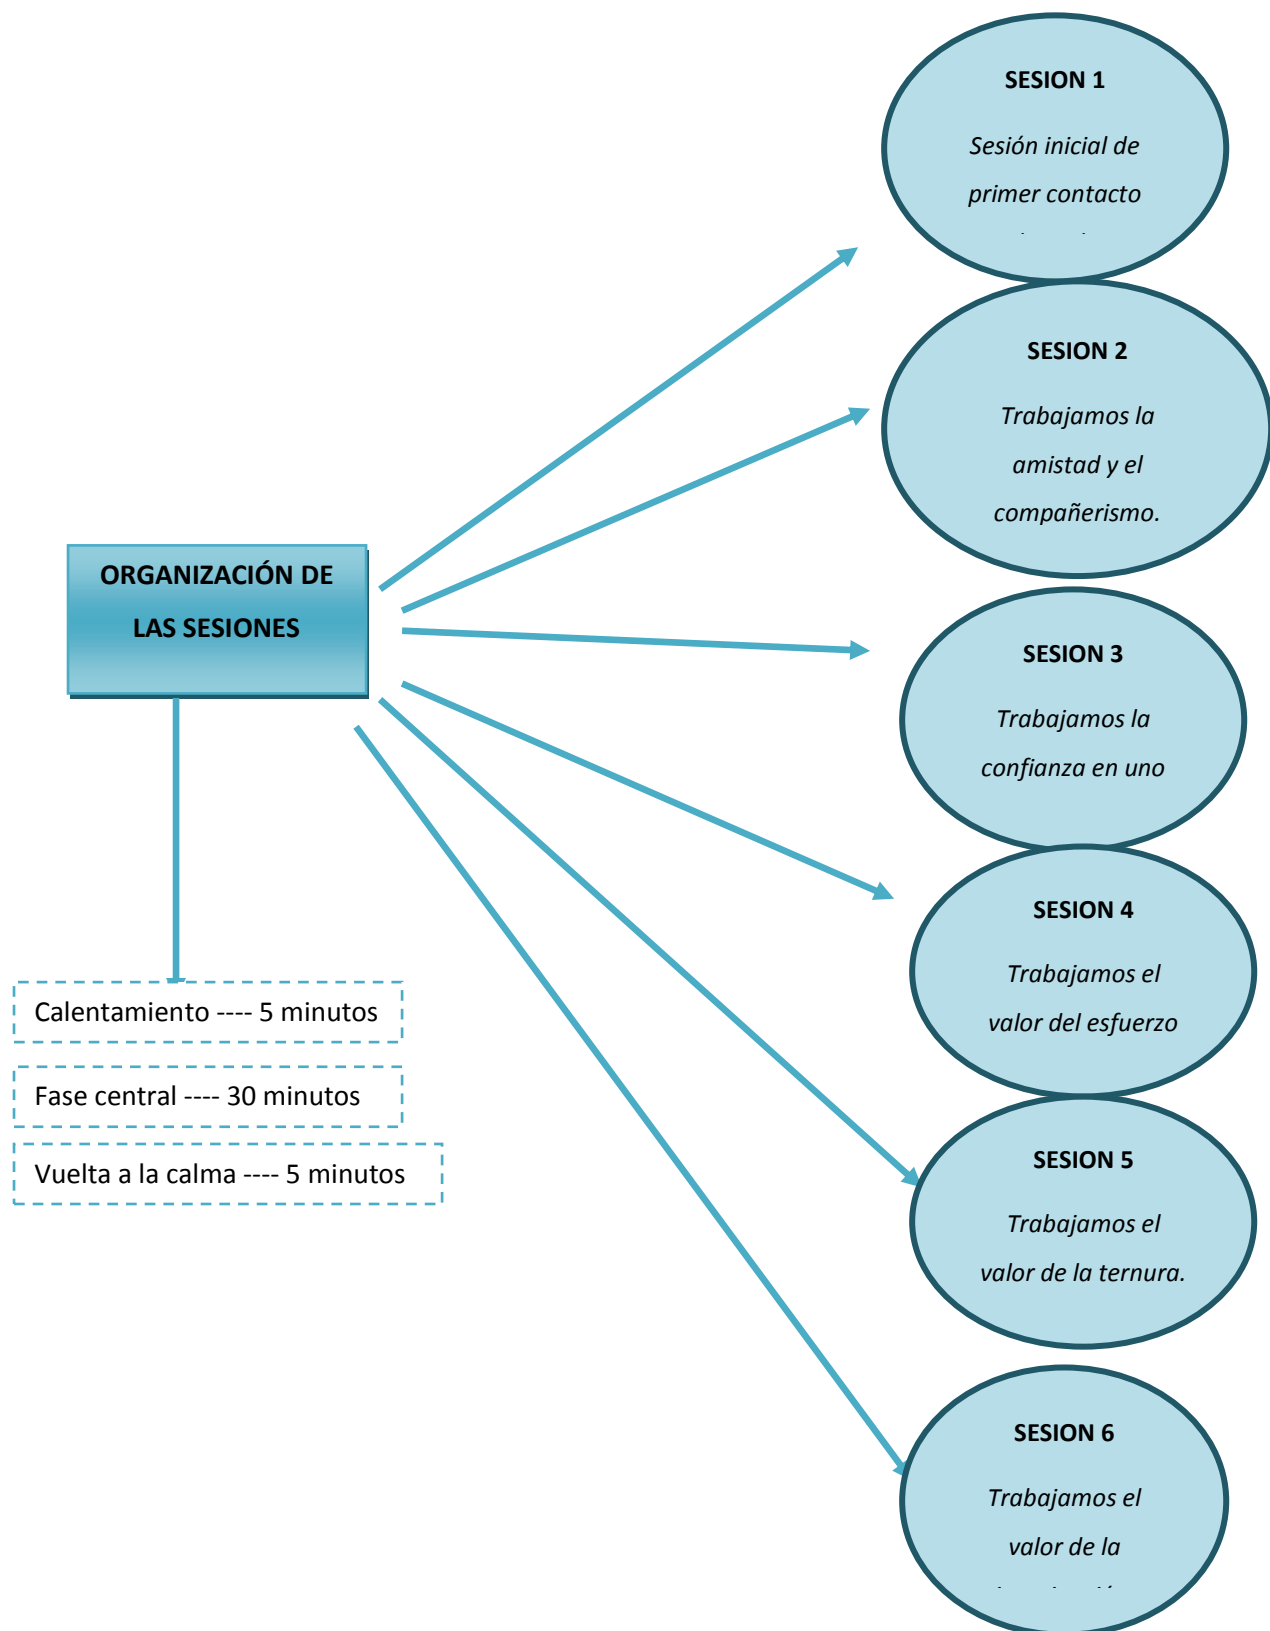 SESION 1
Sesión inicial de
primer contacto
SESION 2
Trabajamos la
amistad y el
compañerismo.
ORGANIZACIÓN DE
LAS SESIONES
SESION 3
Trabajamos la
confianza en uno
SESION 4
Trabajamos el
valor del esfuerzo
Calentamiento ---- 5 minutos
Fase central ---- 30 minutos
Vuelta a la calma ---- 5 minutos
SESION 5
Trabajamos el
valor de la ternura.
SESION 6
Trabajamos el
valor de la